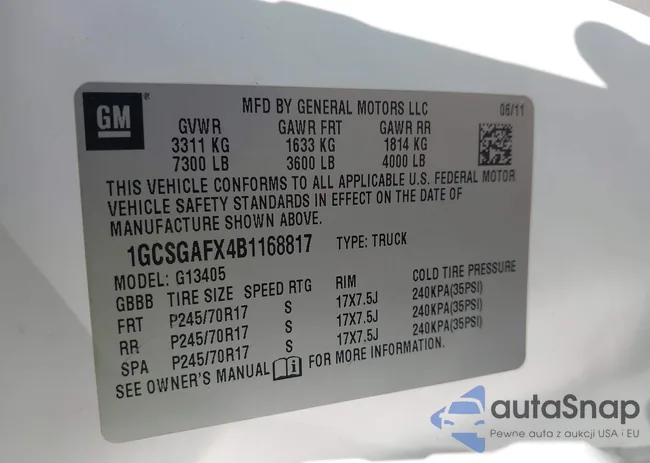 GM ®
MFD BY GENERAL MOTORS LLC 06/11
GVWR GAWR FRT GAWR RR
3311 KG 1633 KG 1814 KG
7300 LB 3600 LB 4000 LB
THIS VEHICLE CONFORMS TO ALL APPLICABLE U.S. FEDERAL MOTOR
VEHICLE SAFETY STANDARDS IN EFFECT ON THE DATE OF
MANUFACTURE SHOWN ABOVE.
1GCSGAFX4B1168817 TYPE: TRUCK
MODEL: G13405
GBBB TIRE SIZE SPEED RTG RIM COLD TIRE PRESSURE
FRT P245/70R17 S 17X7.5J 240KPA(35PSI)
RR P245/70R17 S 17X7.5J 240KPA(35PSI)
SPA P245/70R17 S 17X7.5J 240KPA(35PSI)
SEE OWNER'S MANUAL i FOR MORE INFORMATION.
autaSnap
Pewne auta z aukcji USA i EU